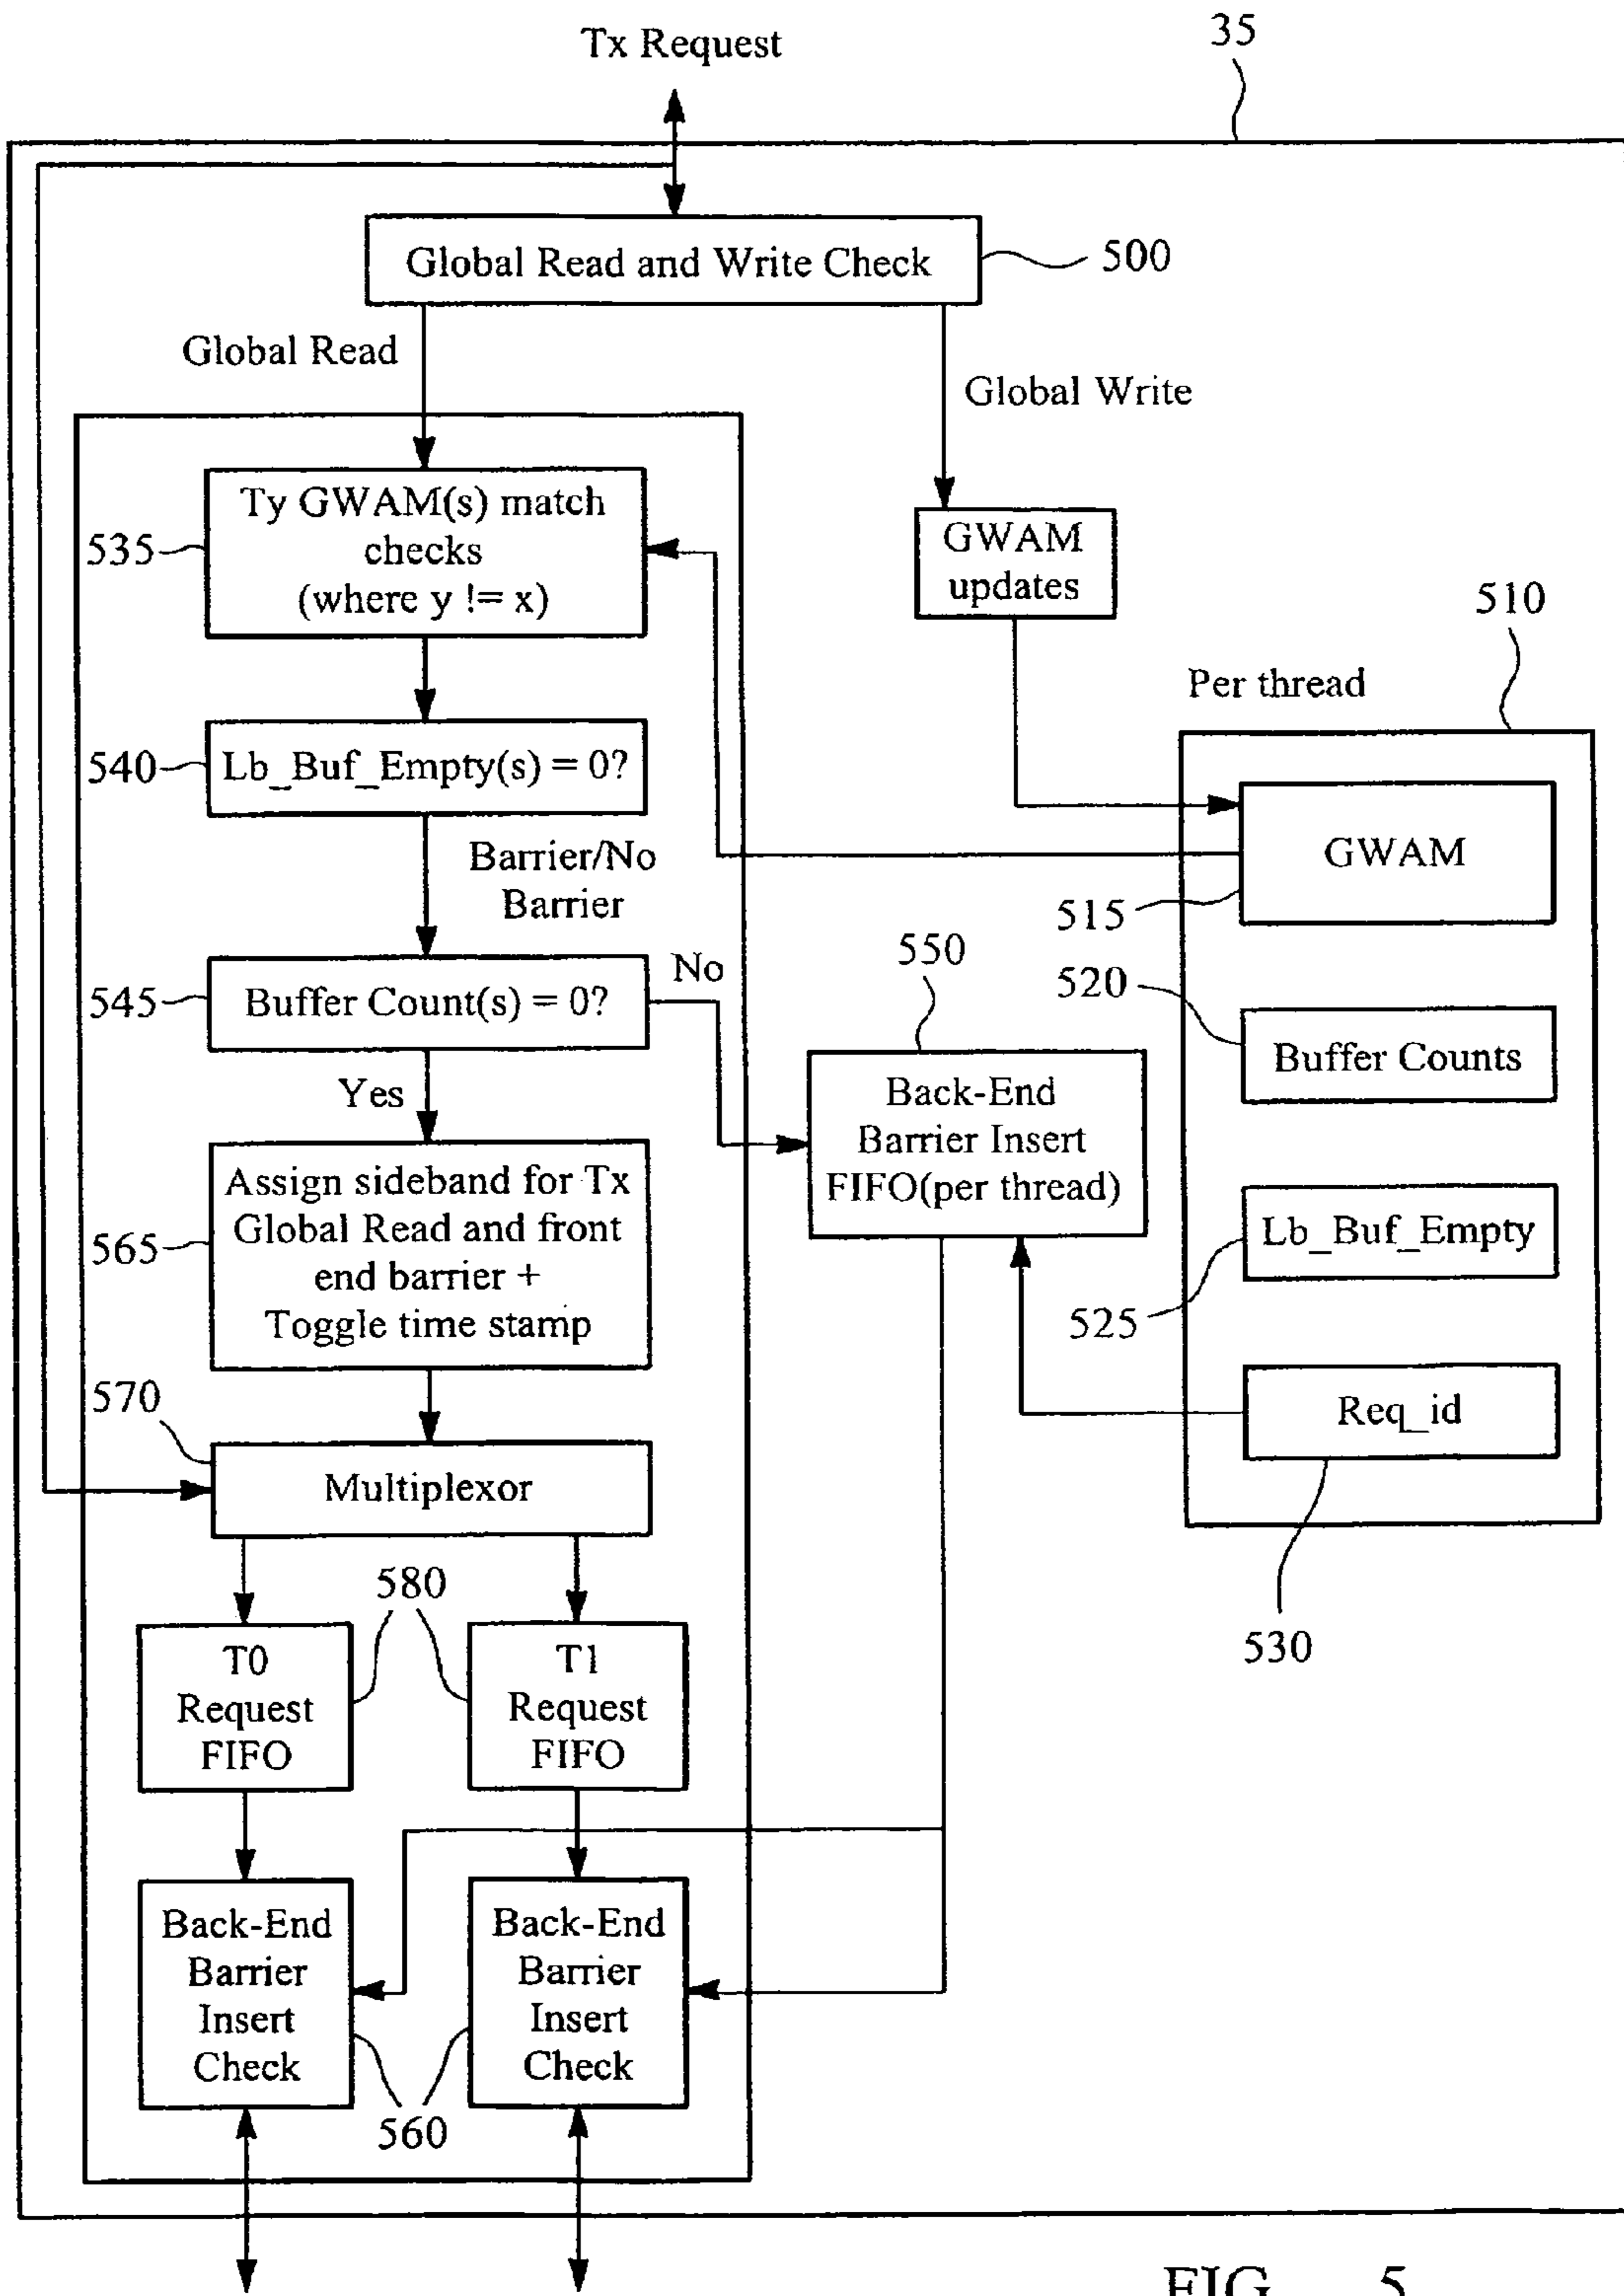 Tx Request
35
Global Read and Write Check
500
Global Read
Global Write
Ty GWAM(s) match
checks
(where y != x)
535
GWAM
updates
510
Per thread
Lb_Buf_Empty(s) = 0?
540
Barrier/No
Barrier
GWAM
515
550
Buffer Count(s) = 0?
545
No
520
Buffer Counts
Yes
Back-End
Barrier Insert
FIFO(per thread)
Assign sideband for Tx
Global Read and front
end barrier +
Toggle time stamp
565
Lb_Buf_Empty
525
570
Req_id
Multiplexor
530
580
T0
Request
FIFO
T1
Request
FIFO
Back-End
Barrier
Insert
Check
Back-End
Barrier
Insert
Check
560
FIG. 5